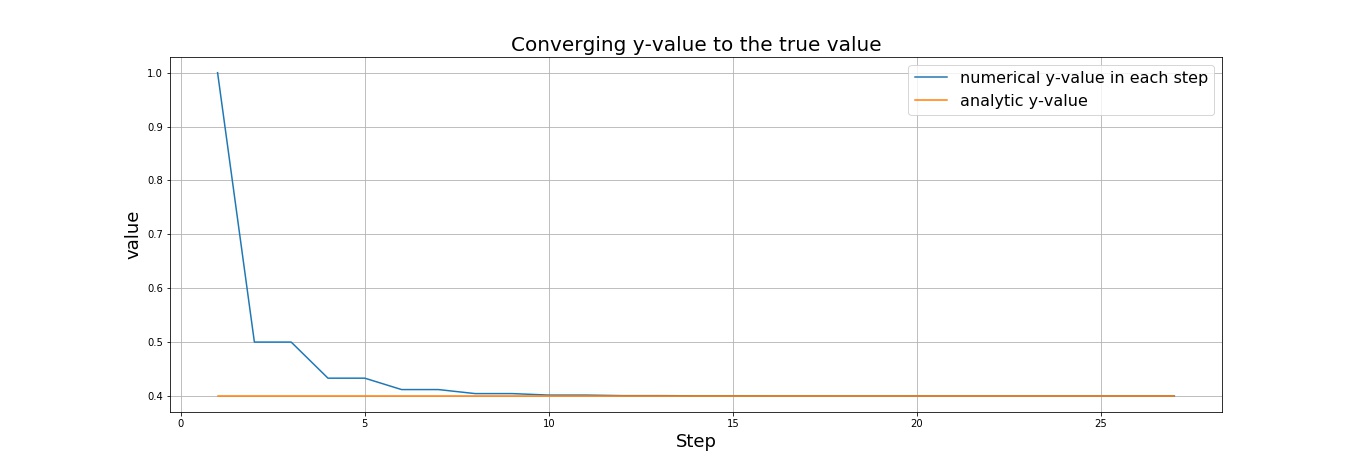 Converging y-value to the true value
numerical y-value in each step
analytic y-value
value
1.0
0.9
0.8
0.7
0.6
0.5
0.4
0
5
10
15
20
25
Step